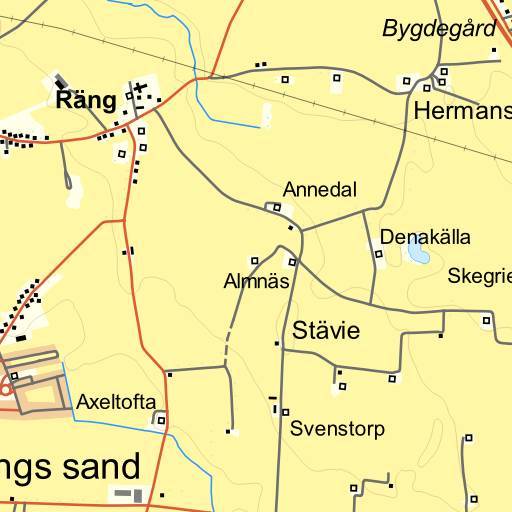 Bygdegård
Räng
Hermans
Annedal
Denakälla
Almnäs
Skegrie
Stävie
Axeltofta
Svenstorp
ngs sand